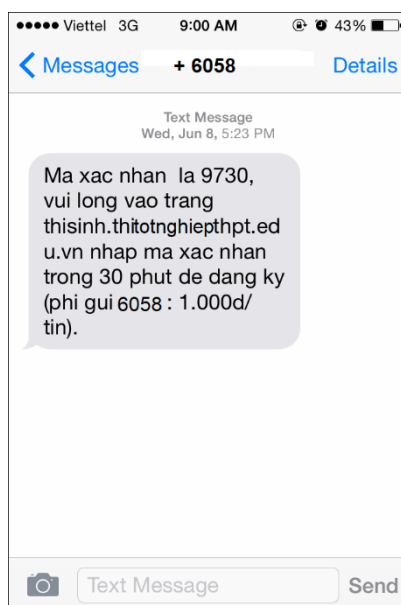 Viettel 3G 9:00 AM 43%
Messages + 6058 Details
Text Message
Wed, Jun 8, 5:23 PM
Ma xac nhan la 9730,
vui long vao trang
thisinh.thitotnghiepthpt.ed
u.vn nhap ma xac nhan
trong 30 phut de dang ky
(phi gui 6058 : 1.000d/
tin).
Text Message Send